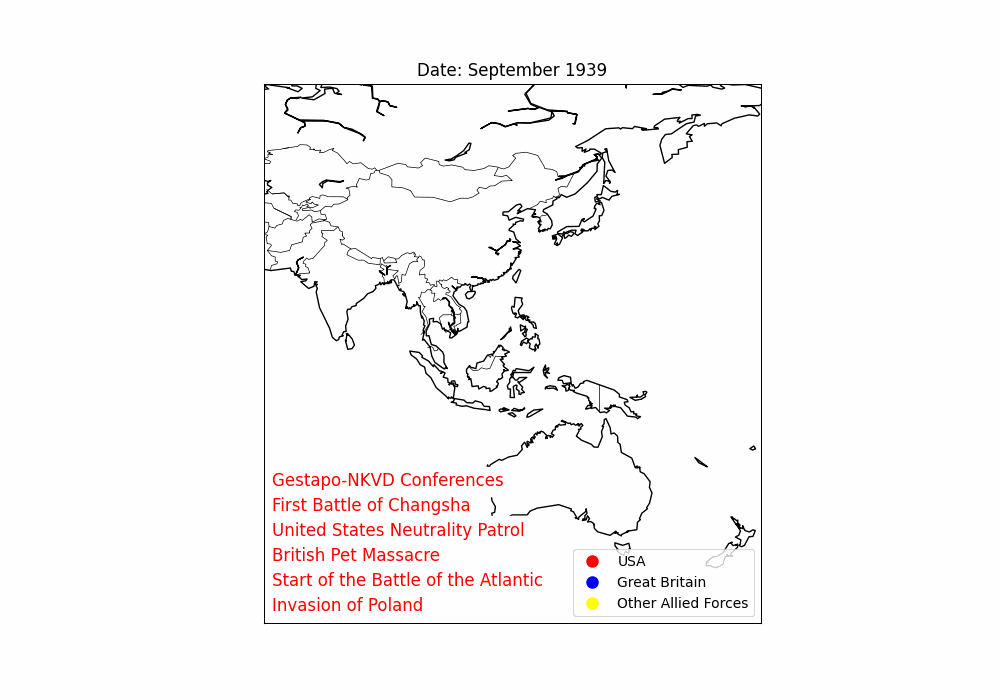 Date: September 1939
Gestapo-NKVD Conferences
First Battle of Changsha
United States Neutrality Patrol
British Pet Massacre
Start of the Battle of the Atlantic
Invasion of Poland
USA
Great Britain
Other Allied Forces